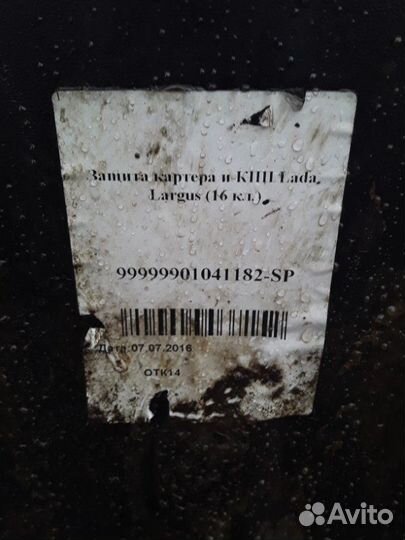 Защита картера и КПП Lada
Largus (16 кл.)
99999901041182-SP
Дата:07.07.2016
ОТК14
Avito